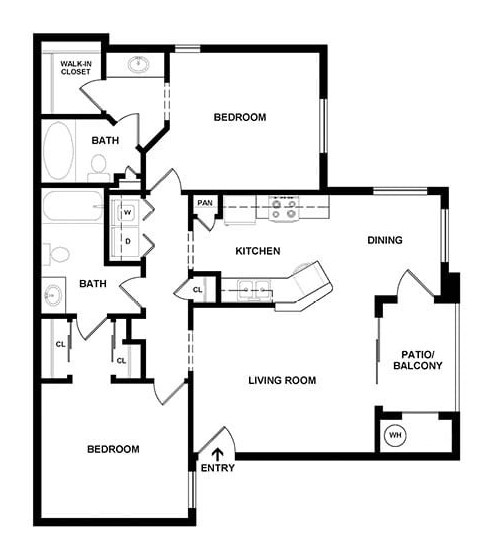 WALK-IN
CLOSET
BEDROOM
BATH
W
D
PAN
KITCHEN
DINING
BATH
CL
CL
CL
PATIO/
BALCONY
LIVING ROOM
BEDROOM
WH
ENTRY